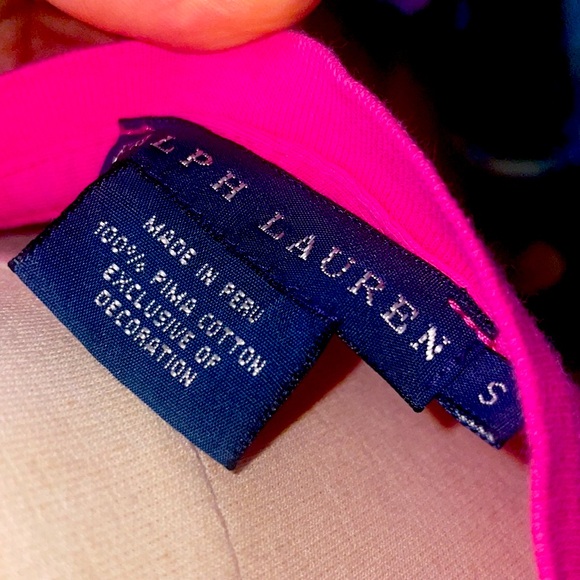 LPH LAUREN
S
MADE IN PERU
100% PIMA COTTON
EXCLUSIVE OF
DECORATION